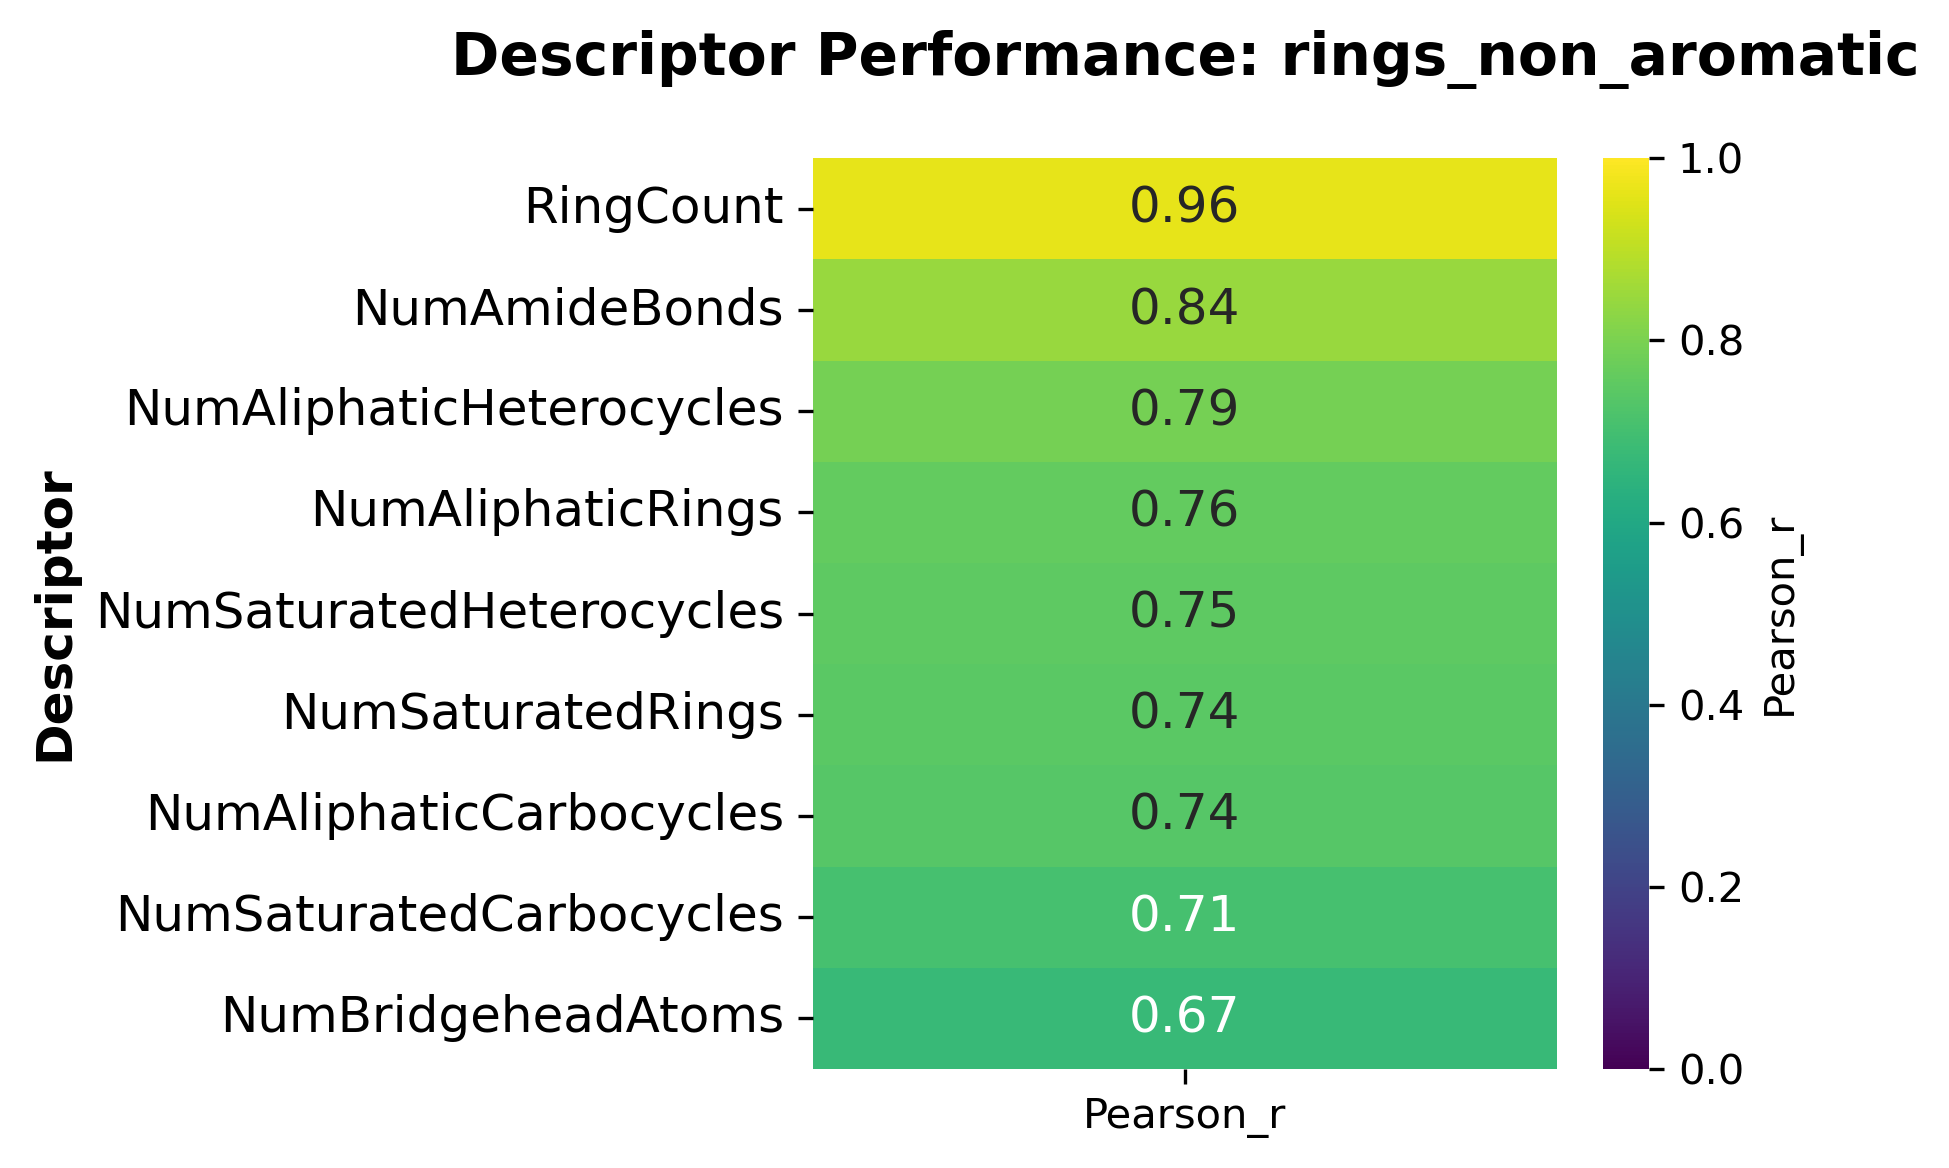 Descriptor Performance: rings_non_aromatic
Descriptor
RingCount 0.96
NumAmideBonds 0.84
NumAliphaticHeterocycles 0.79
NumAliphaticRings 0.76
NumSaturatedHeterocycles 0.75
NumSaturatedRings 0.74
NumAliphaticCarbocycles 0.74
NumSaturatedCarbocycles 0.71
NumBridgeheadAtoms 0.67
Pearson_r
1.0
0.8
0.6
0.4
0.2
0.0
Pearson_r